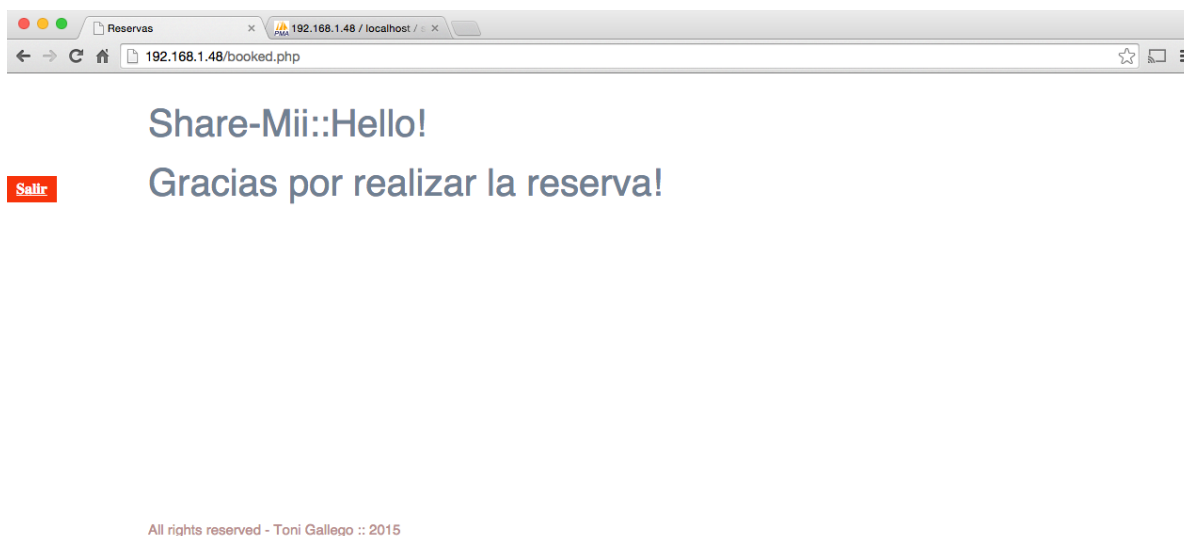 Reservas
192.168.1.48 / localhost /
192.168.1.48/booked.php
Share-Mii::Hello!
Salir
Gracias por realizar la reserva!
All rights reserved - Toni Gallego :: 2015